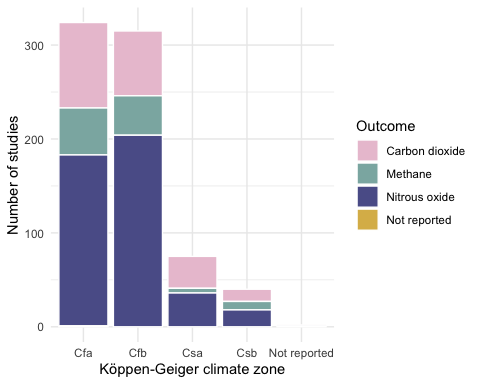 300
200
100
0
Number of studies
Cfa Cfb Csa Csb Not reported
Köppen-Geiger climate zone
Outcome
Carbon dioxide
Methane
Nitrous oxide
Not reported